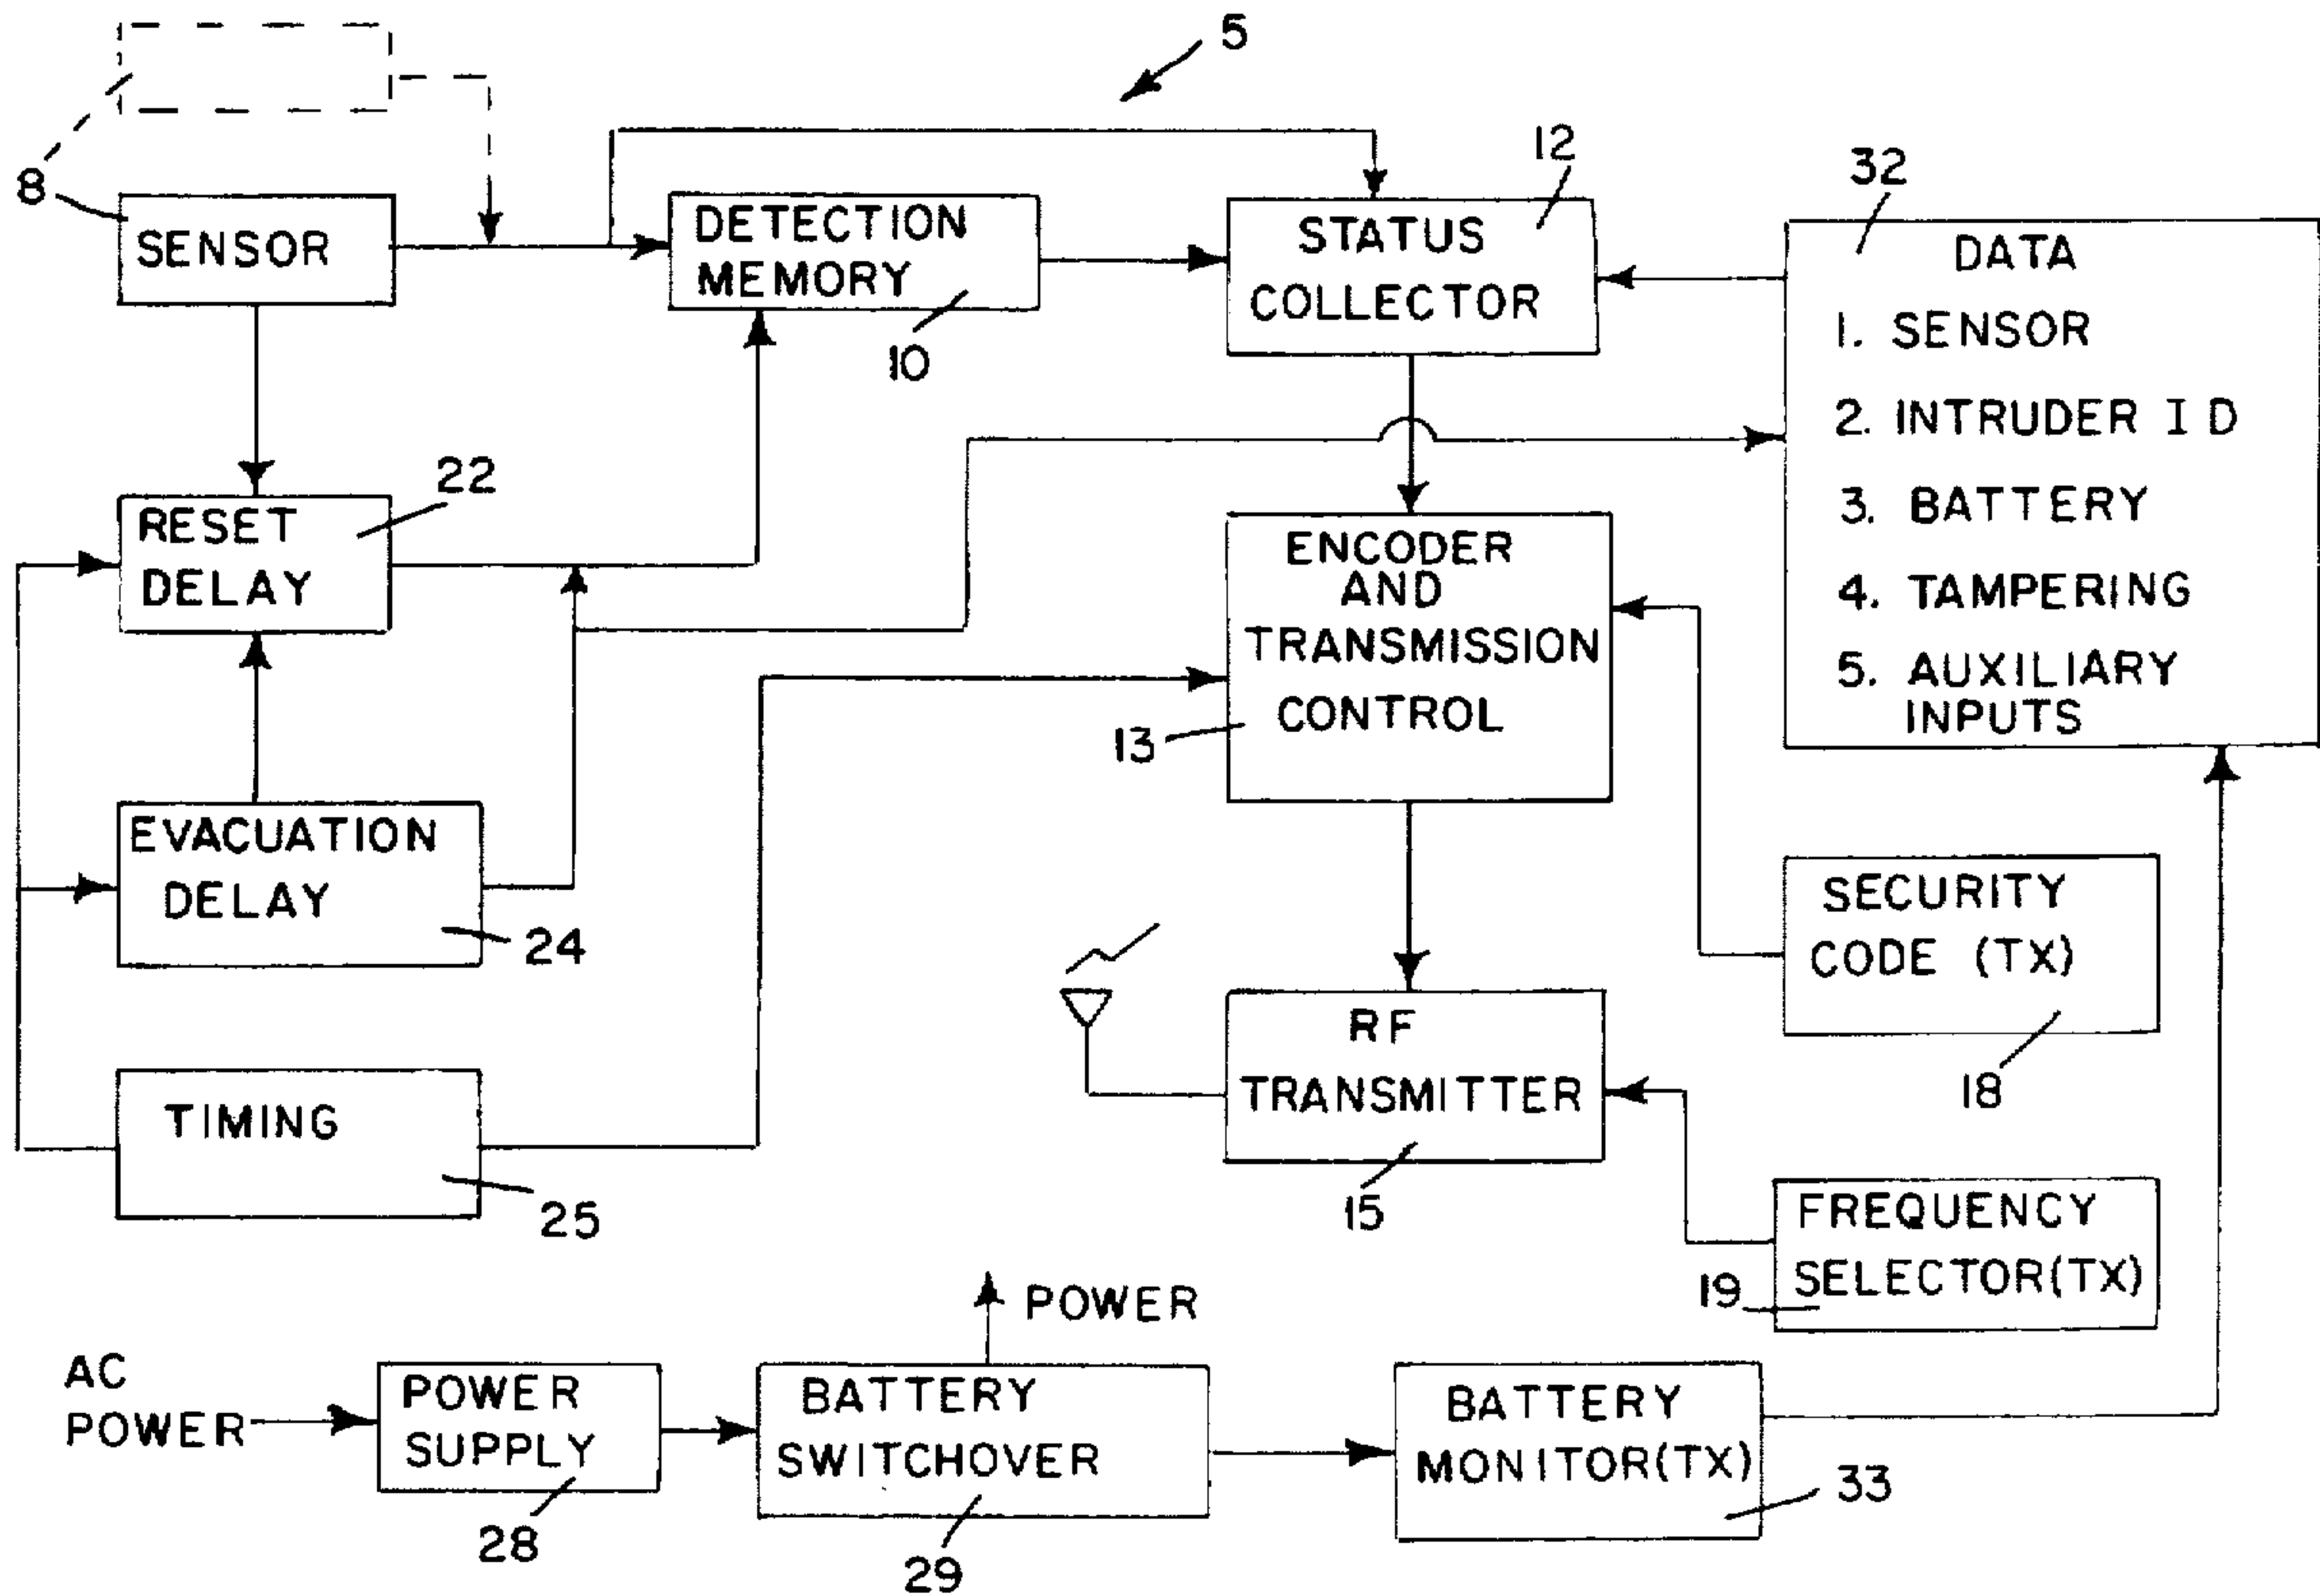 5
8
SENSOR
DETECTION
MEMORY
10
12
STATUS
COLLECTOR
32
DATA
1. SENSOR
2. INTRUDER ID
3. BATTERY
4. TAMPERING
5. AUXILIARY
INPUTS
22
RESET
DELAY
ENCODER
AND
TRANSMISSION
CONTROL
13
EVACUATION
DELAY
24
SECURITY
CODE (TX)
18
RF
TRANSMITTER
15
TIMING
25
FREQUENCY
SELECTOR(TX)
19
POWER
AC
POWER
POWER
SUPPLY
28
BATTERY
SWITCHOVER
29
BATTERY
MONITOR(TX)
33